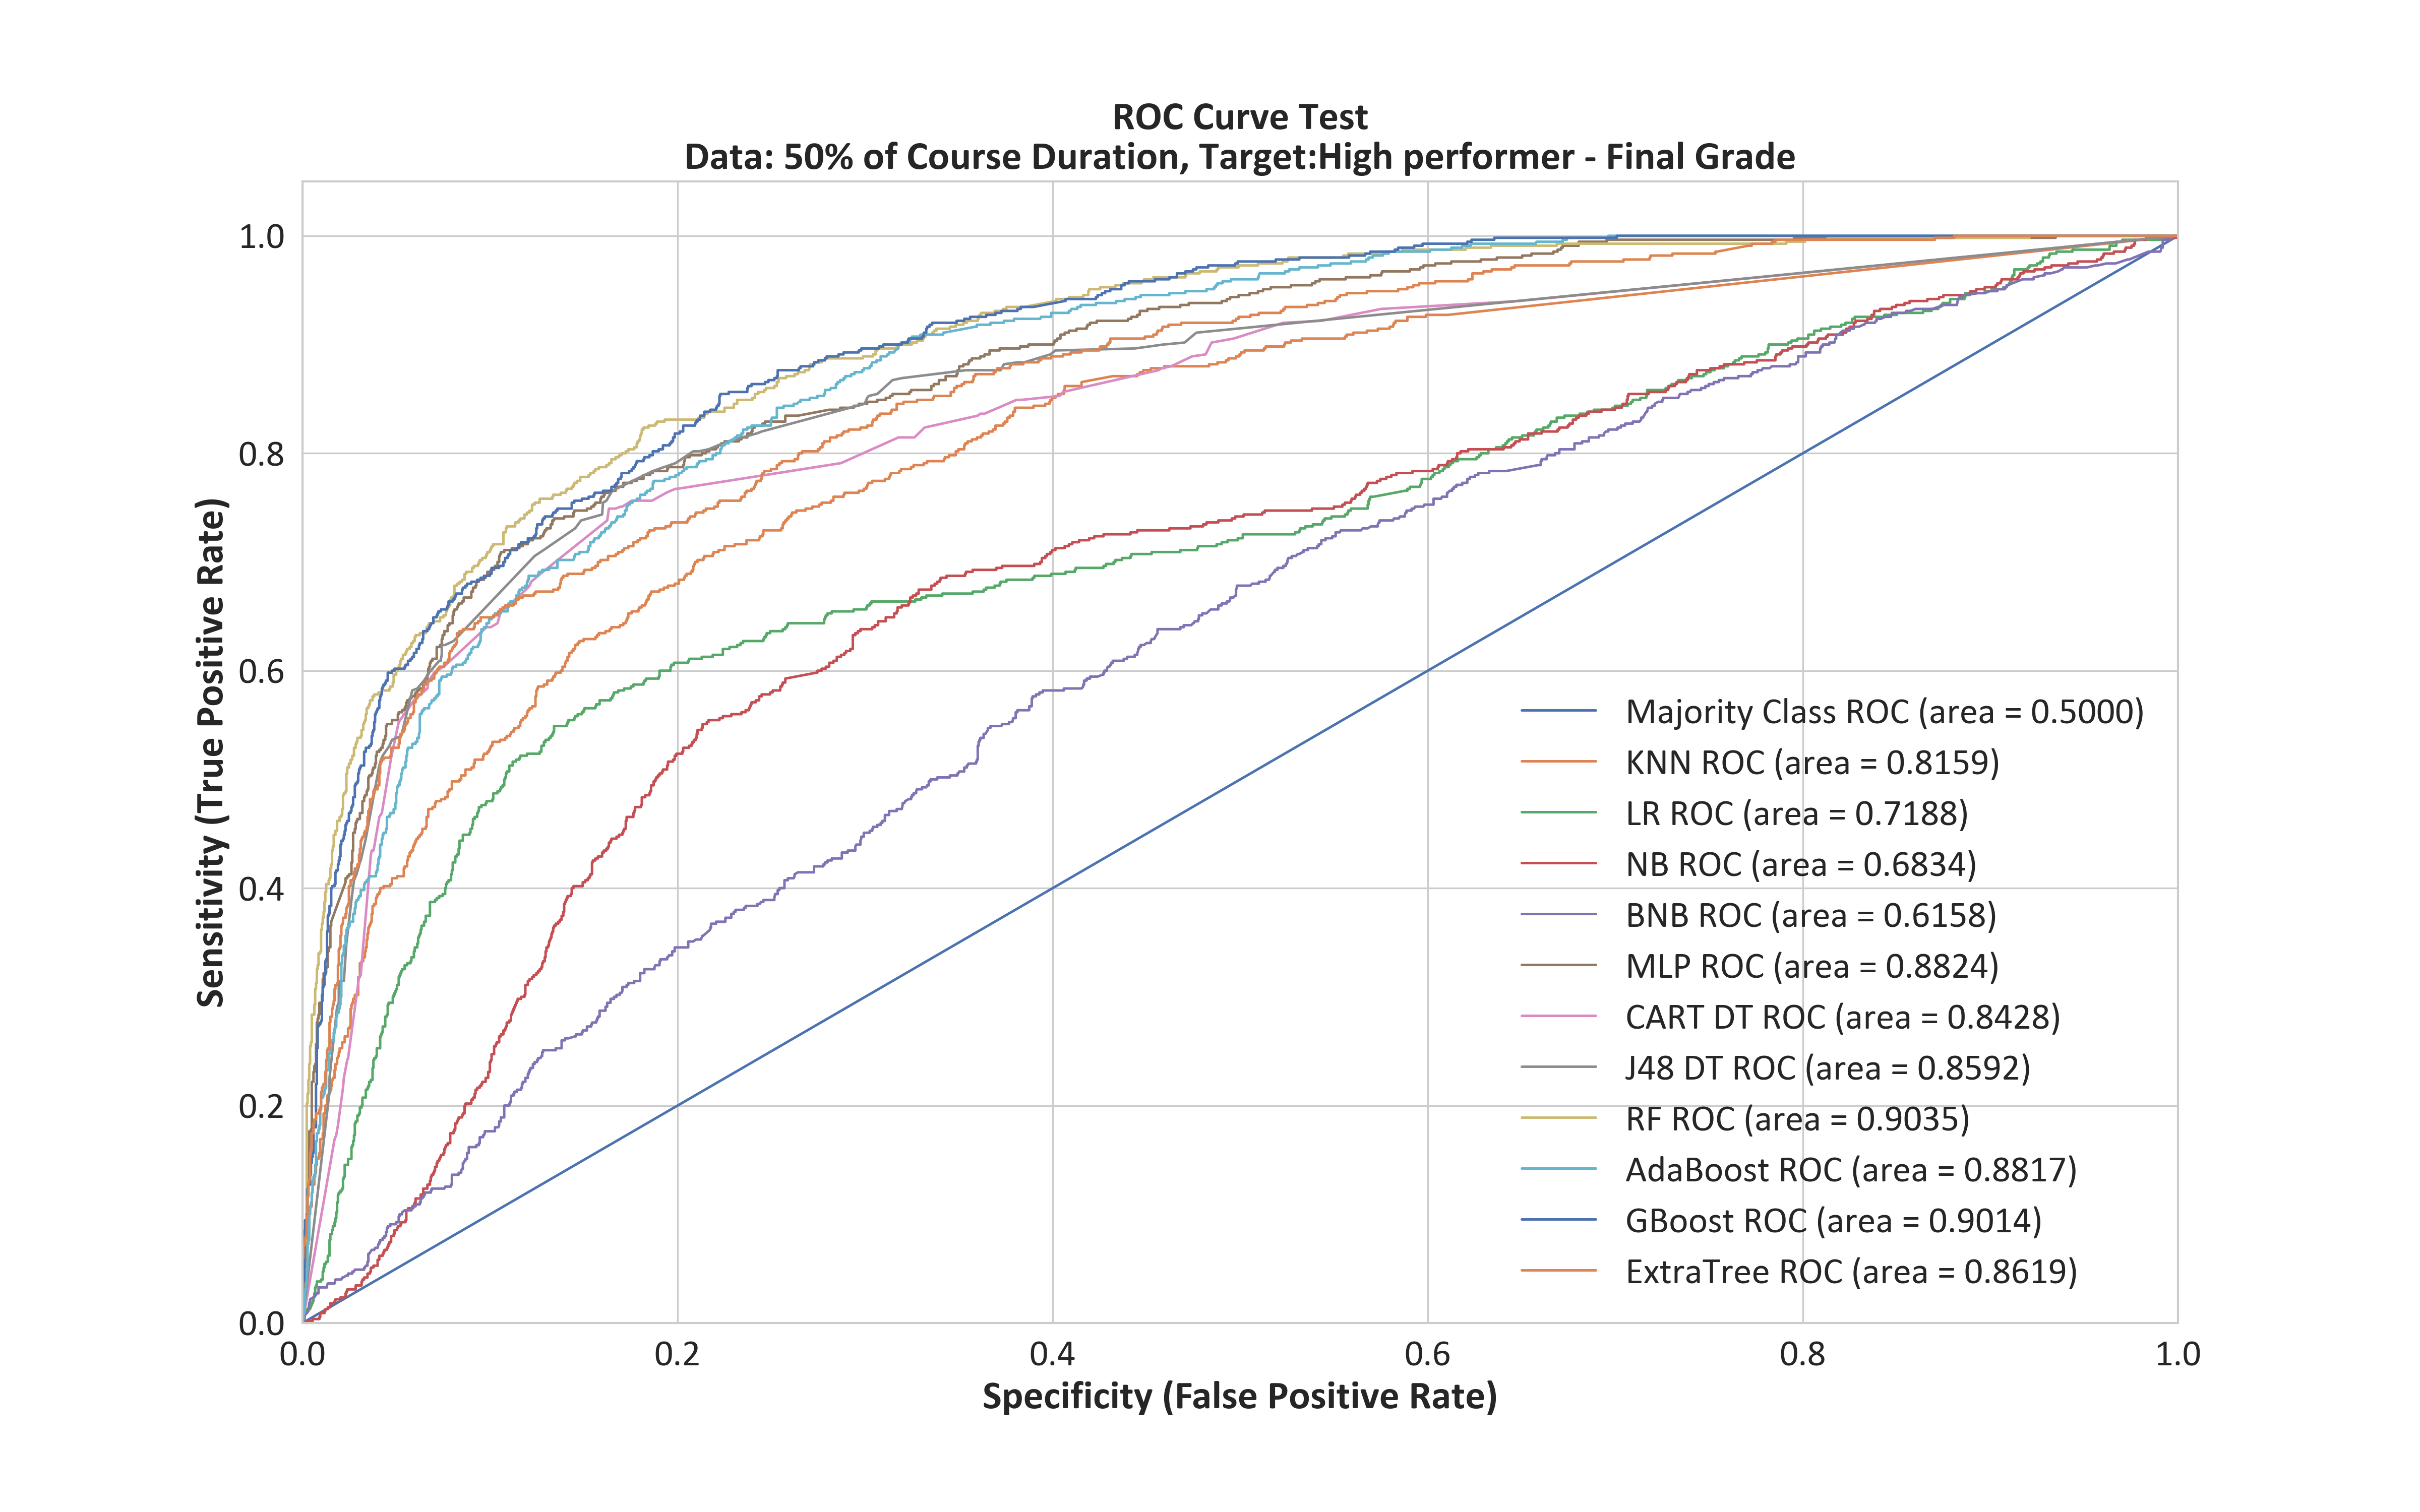 ROC Curve Test
Data: 50% of Course Duration, Target:High performer - Final Grade
Sensitivity (True Positive Rate)
1.0
0.8
0.6
0.4
0.2
0.0
Majority Class ROC (area = 0.5000)
KNN ROC (area = 0.8159)
LR ROC (area = 0.7188)
NB ROC (area = 0.6834)
BNB ROC (area = 0.6158)
MLP ROC (area = 0.8824)
CART DT ROC (area = 0.8428)
J48 DT ROC (area = 0.8592)
RF ROC (area = 0.9035)
AdaBoost ROC (area = 0.8817)
GBoost ROC (area = 0.9014)
ExtraTree ROC (area = 0.8619)
0.0 0.2 0.4 0.6 0.8 1.0
Specificity (False Positive Rate)